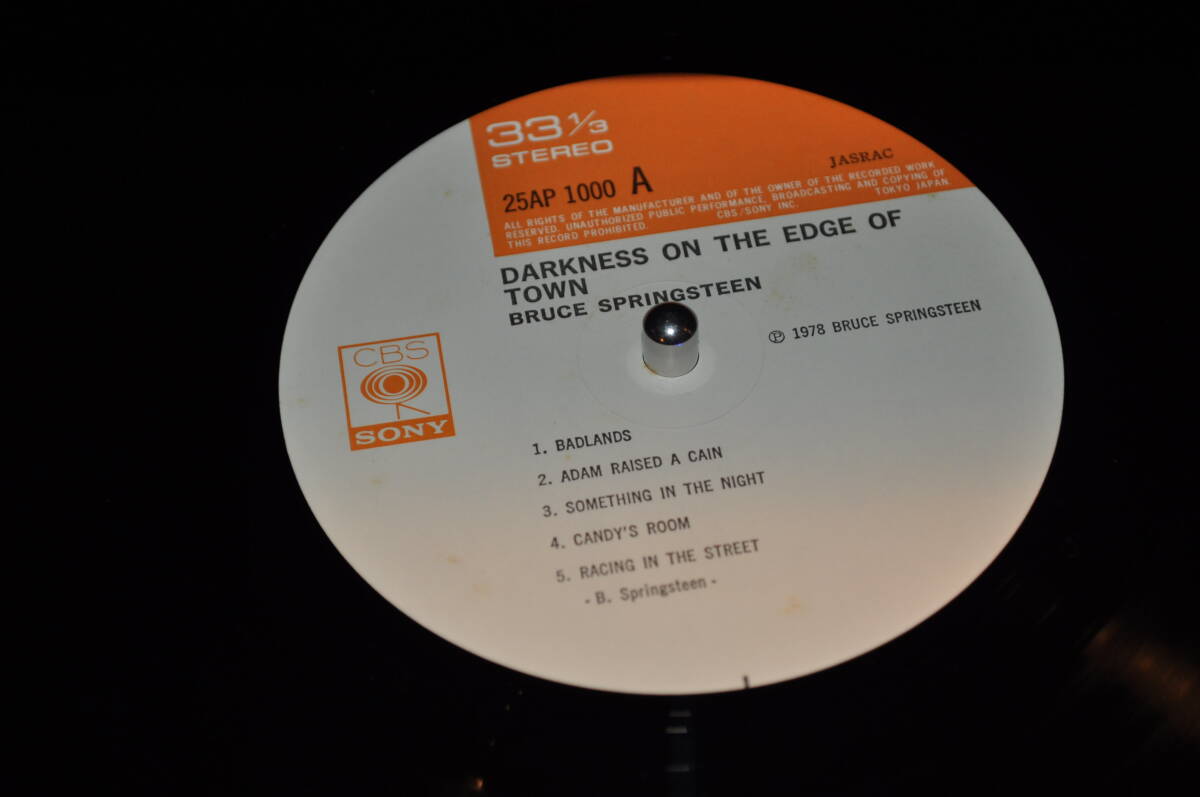 33 1/3
STEREO
25AP 1000 A
JASRAC
ALL RIGHTS OF THE MANUFACTURER AND OF THE OWNER OF THE RECORDED WORK
RESERVED. UNAUTHORIZED PUBLIC PERFORMANCE, BROADCASTING AND COPYING OF
THIS RECORD PROHIBITED. CBS/SONY INC. TOKYO JAPAN.
DARKNESS ON THE EDGE OF
TOWN
BRUCE SPRINGSTEEN
Ⓟ 1978 BRUCE SPRINGSTEEN
CBS
SONY
1. BADLANDS
2. ADAM RAISED A CAIN
3. SOMETHING IN THE NIGHT
4. CANDY'S ROOM
5. RACING IN THE STREET
- B. Springsteen -